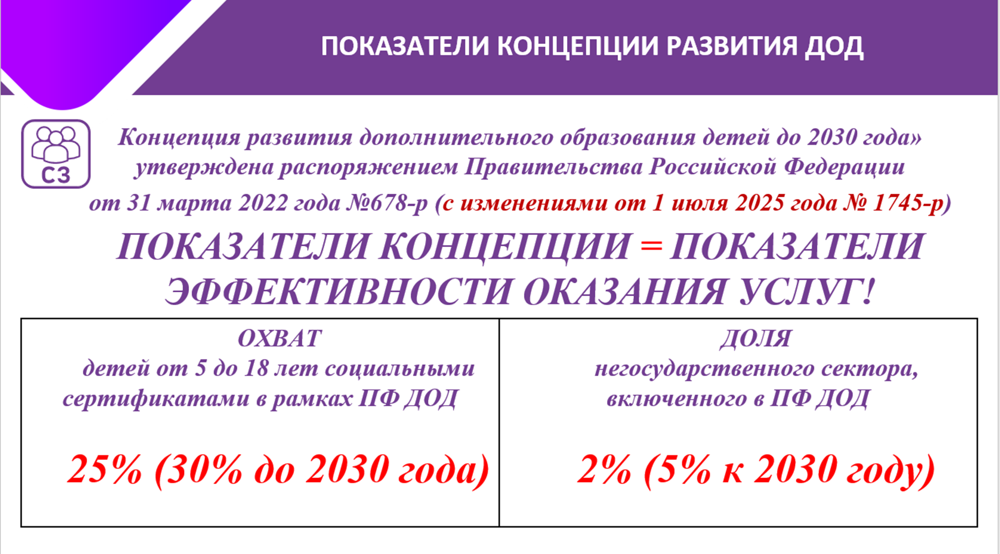 ПОКАЗАТЕЛИ КОНЦЕПЦИИ РАЗВИТИЯ ДОД
СЗ
Концепция развития дополнительного образования детей до 2030 года»
утверждена распоряжением Правительства Российской Федерации
от 31 марта 2022 года №678-р (с изменениями от 1 июля 2025 года № 1745-р)
ПОКАЗАТЕЛИ КОНЦЕПЦИИ = ПОКАЗАТЕЛИ
ЭФФЕКТИВНОСТИ ОКАЗАНИЯ УСЛУГ!
ОХВАТ
детей от 5 до 18 лет социальными
сертификатами в рамках ПФ ДОД
25% (30% до 2030 года)
ДОЛЯ
негосударственного сектора,
включенного в ПФ ДОД
2% (5% к 2030 году)